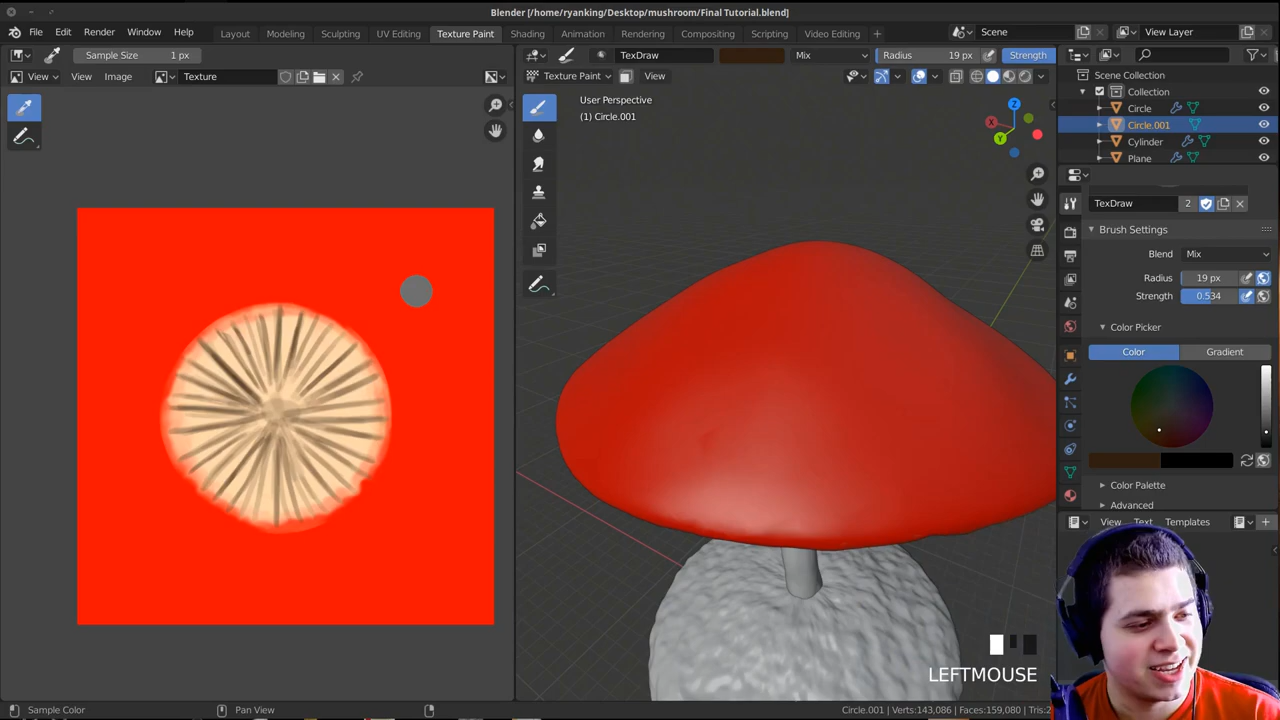 Blender [/home/ryanking/Desktop/mushroom/Final Tutorial.blend]
File Edit Render Window Help Layout Modeling Sculpting UV Editing Texture Paint Shading Animation Rendering Compositing Scripting Video Editing + Scene View Layer
Sample Size 1 px TexDraw Mix Radius 19 px Strength
View View Image Texture Texture Paint View
Scene Collection
Collection
Circle
Circle.001
Cylinder
Plane
User Perspective
(1) Circle.001
X
Y
Z
TexDraw 2
Brush Settings
Blend Mix
Radius 19 px
Strength 0.534
Color Picker
Color Gradient
Color Palette
Advanced
View Text Templates
LEFTMOUSE
Sample Color Pan View Circle.001 | Verts:143,086 | Faces:159,080 | Tris:2